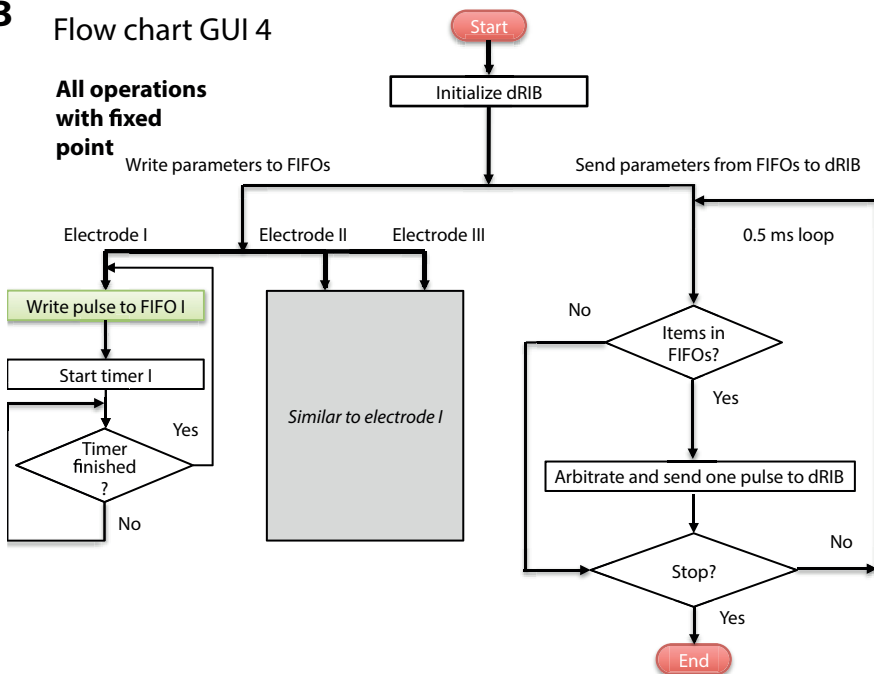 B
Flow chart GUI 4
Start
All operations
with fixed
point
Initialize dRIB
Write parameters to FIFOs
Send parameters from FIFOs to dRIB
Electrode I
Electrode II
Electrode III
0.5 ms loop
Write pulse to FIFO I
Start timer I
Timer
finished
?
Yes
No
Similar to electrode I
No
Items in
FIFOs?
Yes
Arbitrate and send one pulse to dRIB
Stop?
No
Yes
End